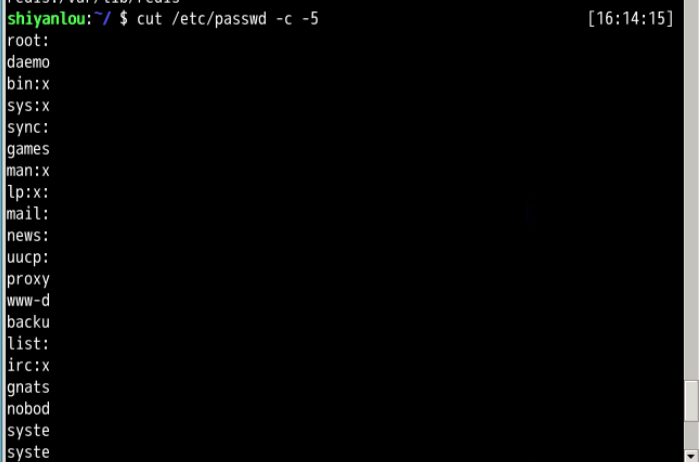 redis:/var/lib/redis
shiyanlou:~/ $ cut /etc/passwd -c -5 [16:14:15]
root:
daemo
bin:x
sys:x
sync:
games
man:x
lp:x:
mail:
news:
uucp:
proxy
www-d
backu
list:
irc:x
gnats
nobod
syste
syste